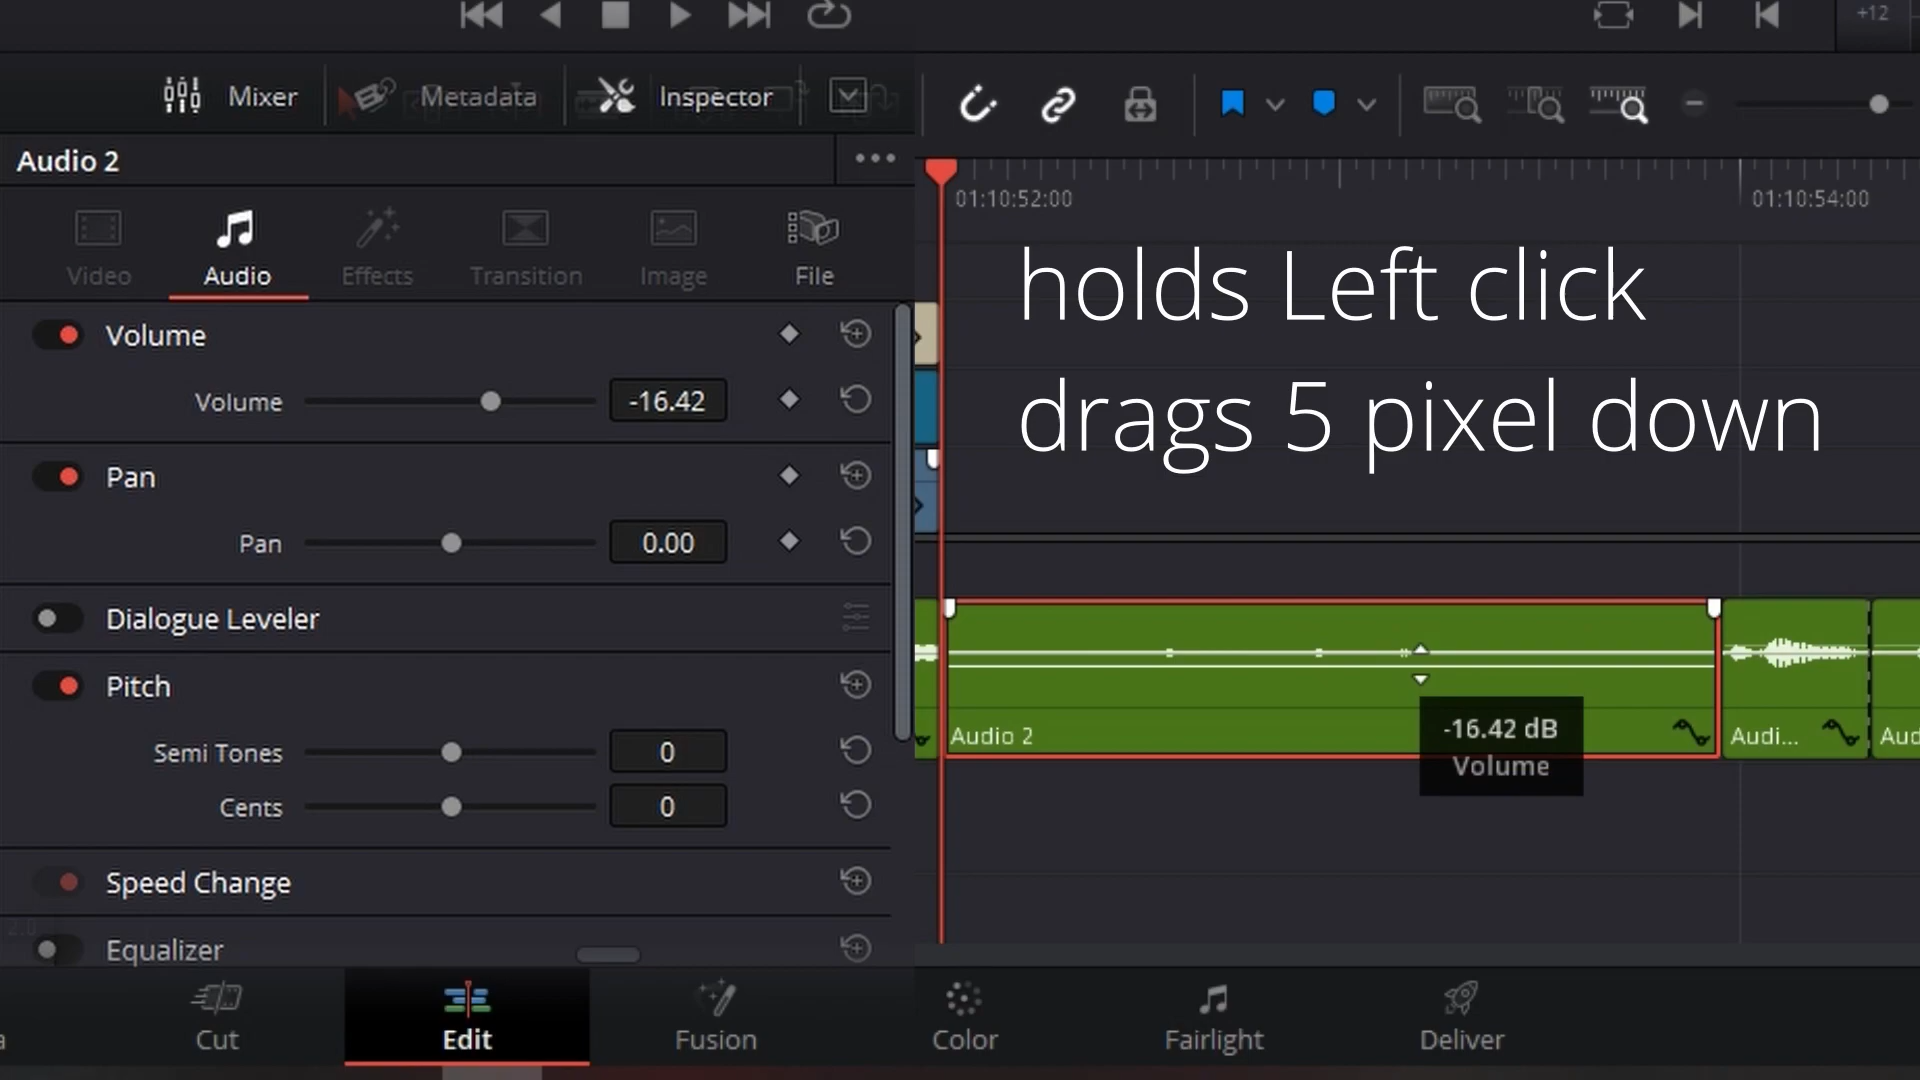 +12
Mixer
Metadata
Inspector
Audio 2
01:10:52:00
01:10:54:00
holds Left click
drags 5 pixel down
Video
Audio
Effects
Transition
Image
File
Volume
Volume
-16.42
Pan
Pan
0.00
Dialogue Leveler
Pitch
Semi Tones
0
Cents
0
Speed Change
Equalizer
Audio 2
-16.42 dB
Volume
Audi...
Aud
Cut
Edit
Fusion
Color
Fairlight
Deliver